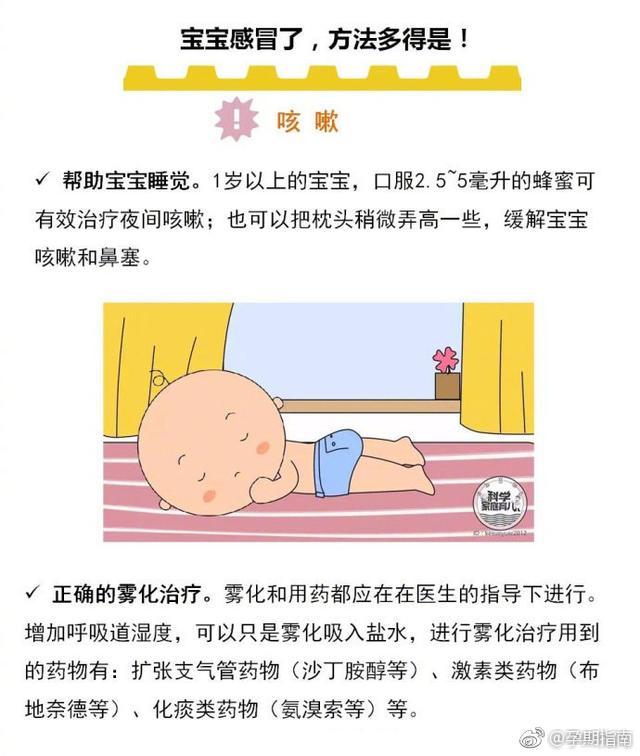 宝宝感冒了，方法多得是！
！ 咳 嗽
✓ 帮助宝宝睡觉。1岁以上的宝宝，口服2.5~5毫升的蜂蜜可
有效治疗夜间咳嗽；也可以把枕头稍微弄高一些，缓解宝宝
咳嗽和鼻塞。
科学
家庭育儿
✓ 正确的雾化治疗。雾化和用药都应在在医生的指导下进行。
增加呼吸道湿度，可以只是雾化吸入盐水，进行雾化治疗用到
的药物有：扩张支气管药物（沙丁胺醇等）、激素类药物（布
地奈德等）、化痰类药物（氨溴索等）等。
@孕期指南